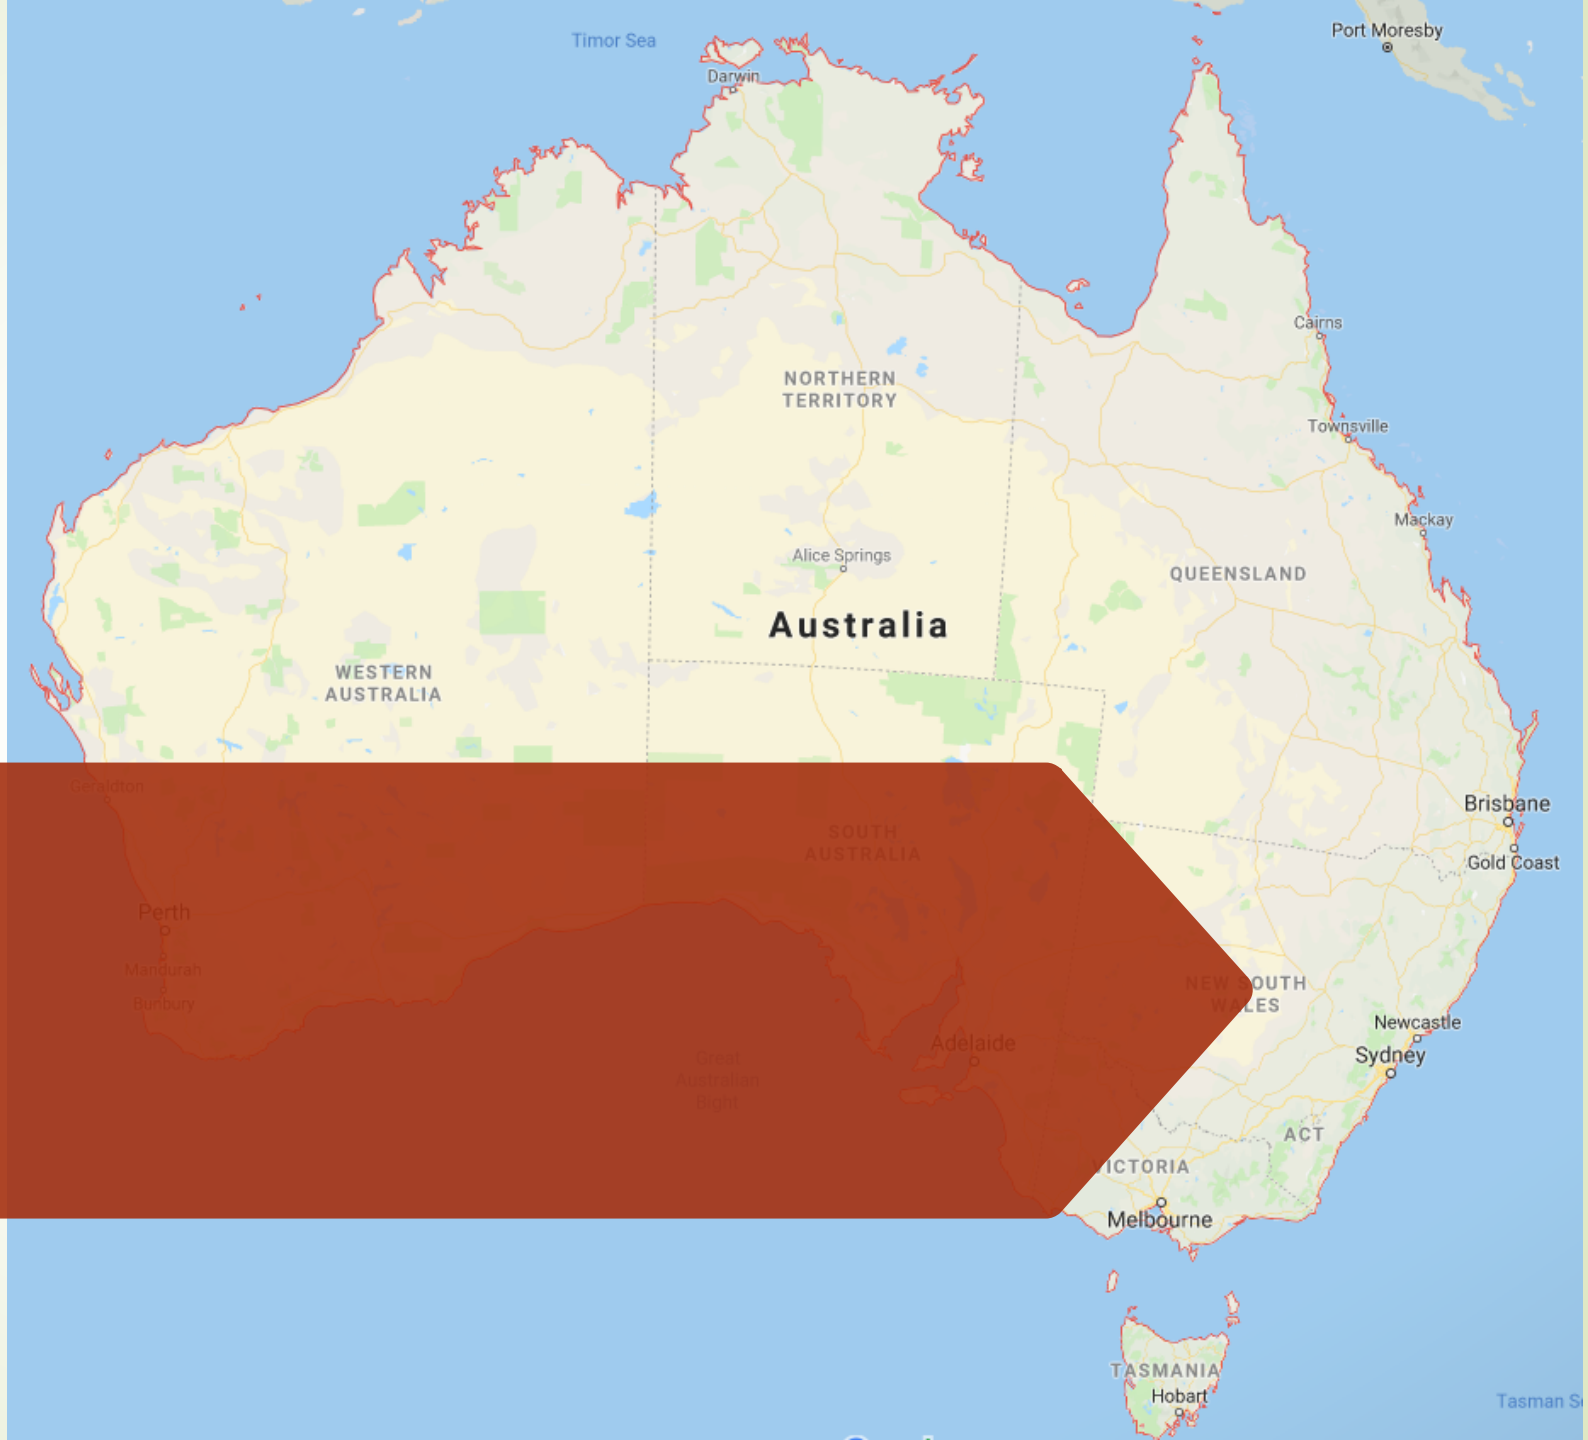 Port Moresby
Timor Sea
Darwin
Cairns
NORTHERN
TERRITORY
Townsville
Mackay
Alice Springs
QUEENSLAND
Australia
WESTERN
AUSTRALIA
Geraldton
Brisbane
SOUTH
AUSTRALIA
Gold Coast
Perth
Mandurah
NEW SOUTH
WALES
Bunbury
Newcastle
Adelaide
Sydney
Great
Australian
Bight
ACT
VICTORIA
Melbourne
TASMANIA
Hobart
Tasman S